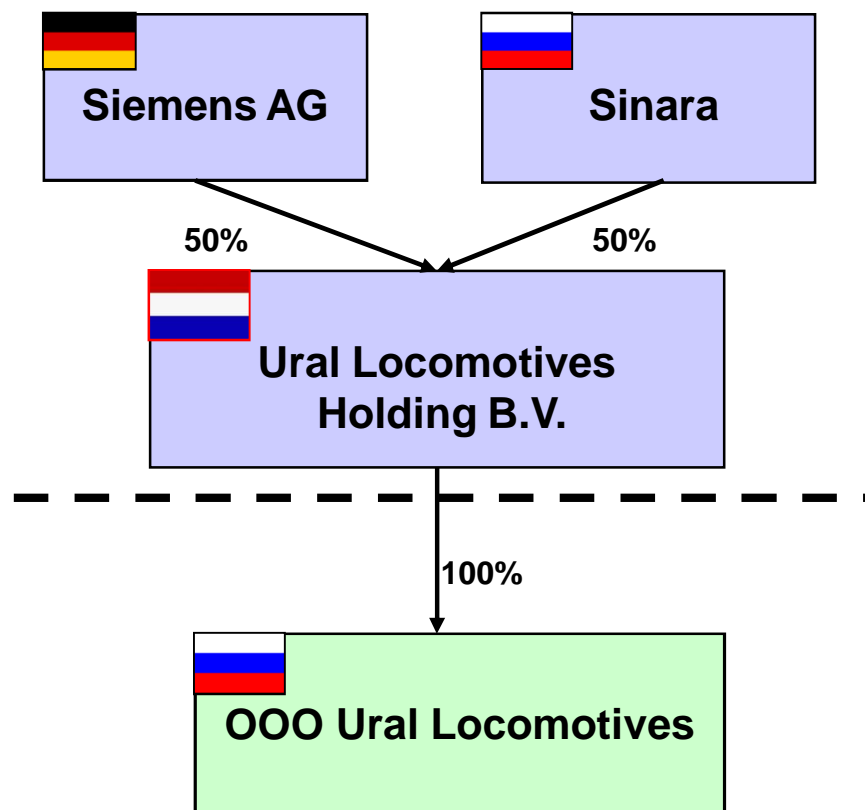 Siemens AG
Sinara
50%
50%
Ural Locomotives
Holding B.V.
100%
OOO Ural Locomotives